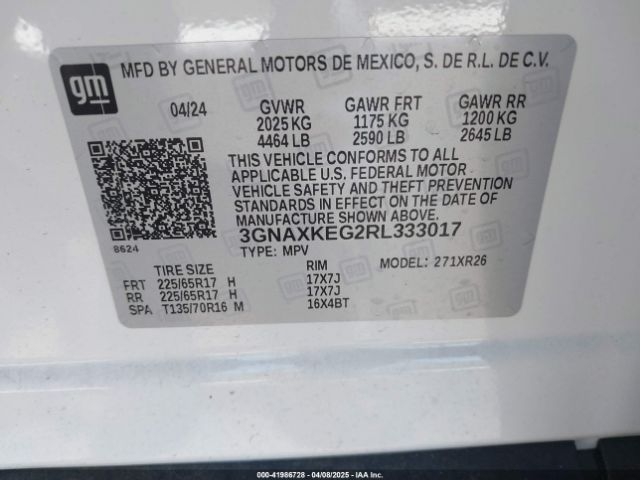 gm
MFD BY GENERAL MOTORS DE MEXICO, S. DE R.L. DE C.V.
04/24 GVWR GAWR FRT GAWR RR
2025 KG 1175 KG 1200 KG
4464 LB 2590 LB 2645 LB
THIS VEHICLE CONFORMS TO ALL
APPLICABLE U.S. FEDERAL MOTOR
VEHICLE SAFETY AND THEFT PREVENTION
STANDARDS IN EFFECT ON THE DATE OF
MANUFACTURE SHOWN ABOVE.
3GNAXKEG2RL333017
8624
TYPE: MPV MODEL: 271XR26
TIRE SIZE RIM
FRT 225/65R17 H 17X7J
RR 225/65R17 H 17X7J
SPA T135/70R16 M 16X4BT
000--41986728 - 04/08/2025 - IAAI.COM